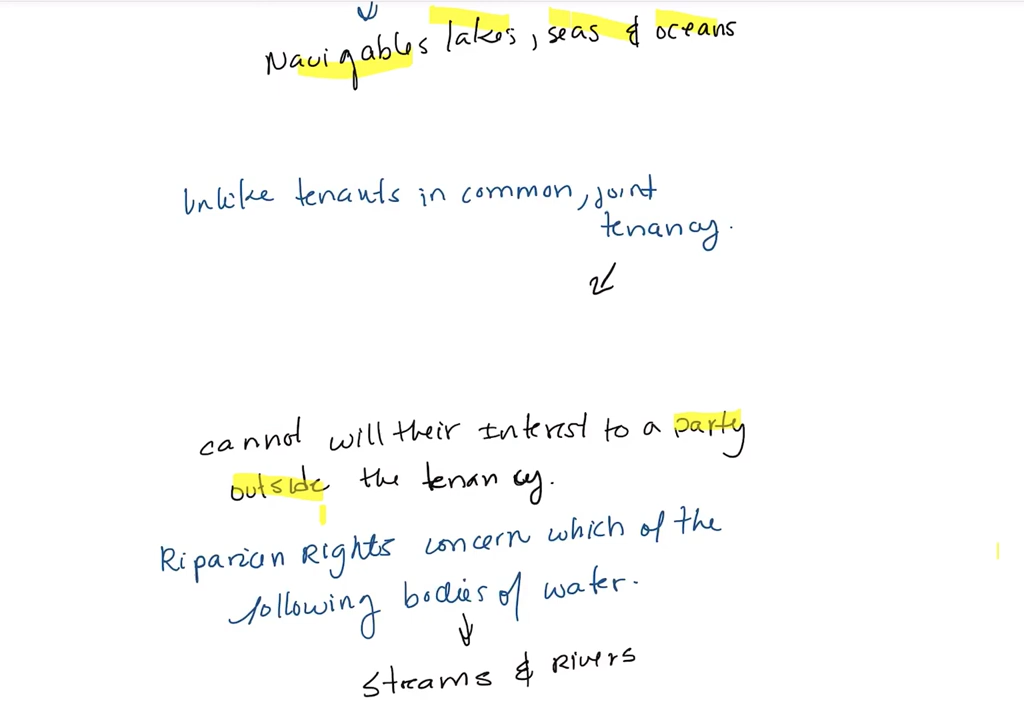 Navigables lakes, seas & oceans
Unlike tenants in common, joint
tenancy.
cannot will their interest to a party
outside the tenancy.
Riparian Rights concern which of the
following bodies of water.
streams & Rivers